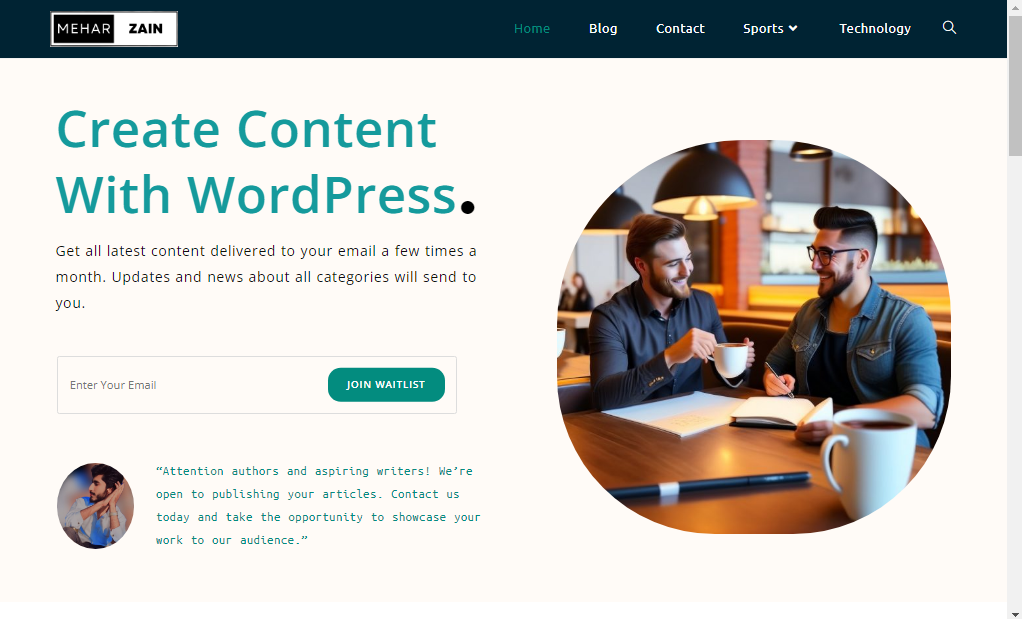 MEHAR ZAIN
Home Blog Contact Sports Technology
Create Content
With WordPress.
Get all latest content delivered to your email a few times a
month. Updates and news about all categories will send to
you.
Enter Your Email
JOIN WAITLIST
“Attention authors and aspiring writers! We’re
open to publishing your articles. Contact us
today and take the opportunity to showcase your
work to our audience.”